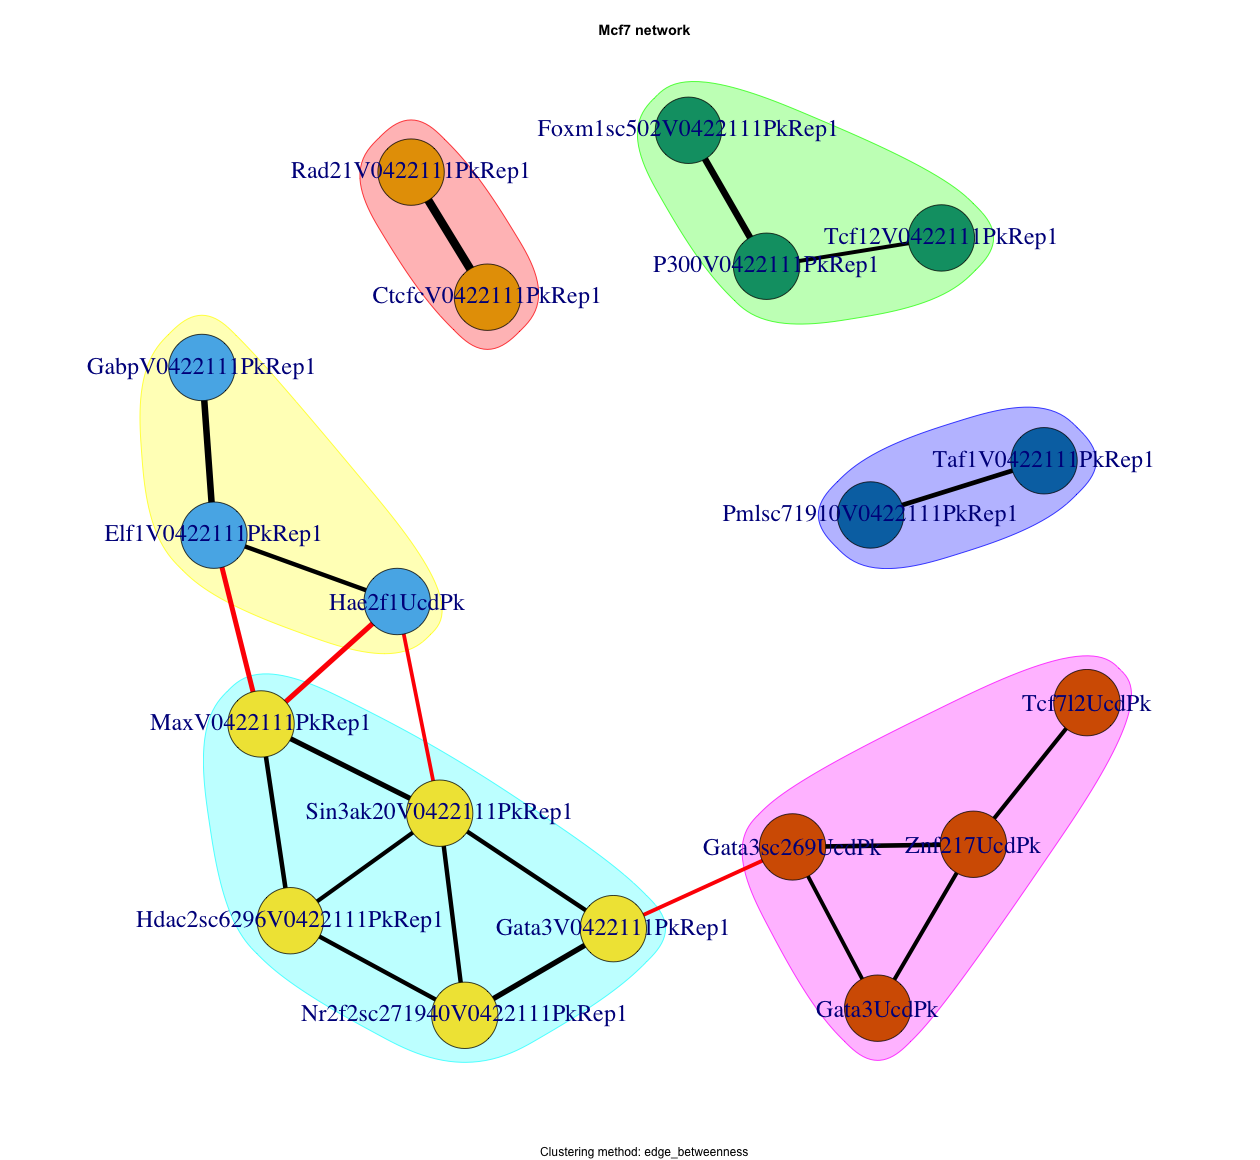 Mcf7 network
Foxm1sc502V0422111PkRep1
Rad21V0422111PkRep1
Tcf12V0422111PkRep1
P300V0422111PkRep1
CtcfcV0422111PkRep1
GabpV0422111PkRep1
Taf1V0422111PkRep1
Pmlsc71910V0422111PkRep1
Elf1V0422111PkRep1
Hae2f1UcdPk
Tcf7l2UcdPk
MaxV0422111PkRep1
Sin3ak20V0422111PkRep1
Gata3sc269UcdPk
Znf217UcdPk
Hdac2sc6296V0422111PkRep1
Gata3V0422111PkRep1
Nr2f2sc271940V0422111PkRep1
Gata3UcdPk
Clustering method: edge_betweenness